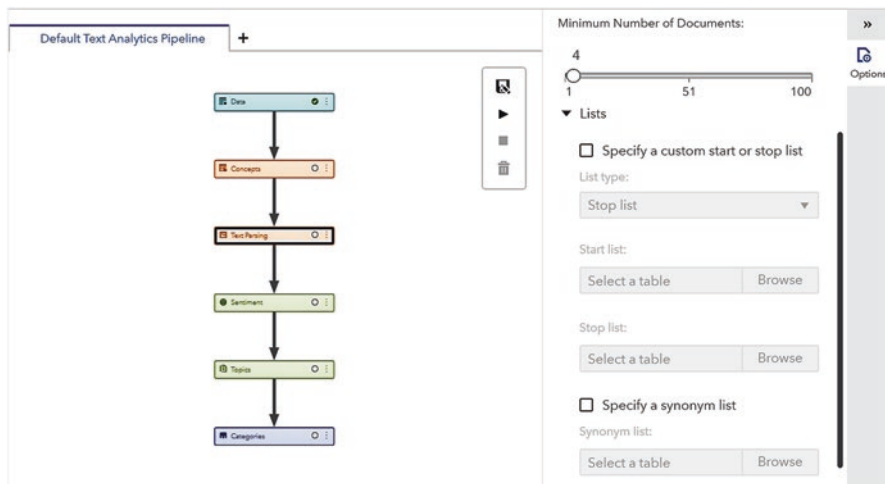 Default Text Analytics Pipeline
+
Data
Concepts
Text Parsing
Sentiment
Topics
Categories
Minimum Number of Documents:
4
1 51 100
Lists
Specify a custom start or stop list
List type:
Stop list
Start list:
Select a table Browse
Stop list:
Select a table Browse
Specify a synonym list
Synonym list:
Select a table Browse
»
Options